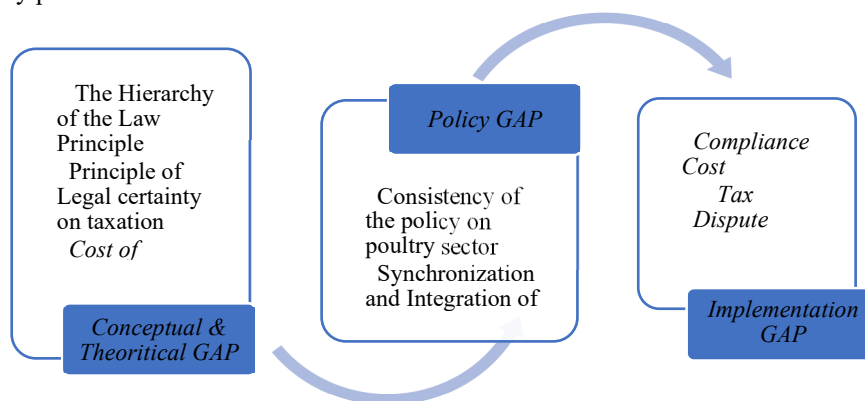 The Hierarchy
of the Law
Principle
Principle of
Legal certainty
on taxation
Cost of
Conceptual &
Theoritical GAP
Policy GAP
Consistency of
the policy on
poultry sector
Synchronization
and Integration of
Compliance
Cost
Tax
Dispute
Implementation
GAP